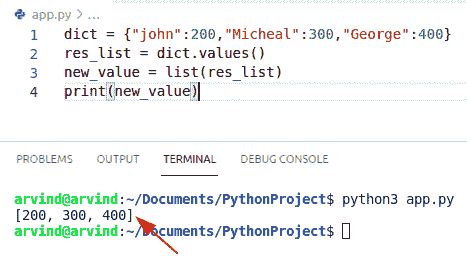 app.py > ...
1 dict = {"john":200,"Micheal":300,"George":400}
2 res_list = dict.values()
3 new_value = list(res_list)
4 print(new_value)
PROBLEMS OUTPUT TERMINAL DEBUG CONSOLE
arvind@arvind:~/Documents/PythonProject$ python3 app.py
[200, 300, 400]
arvind@arvind:~/Documents/PythonProject$